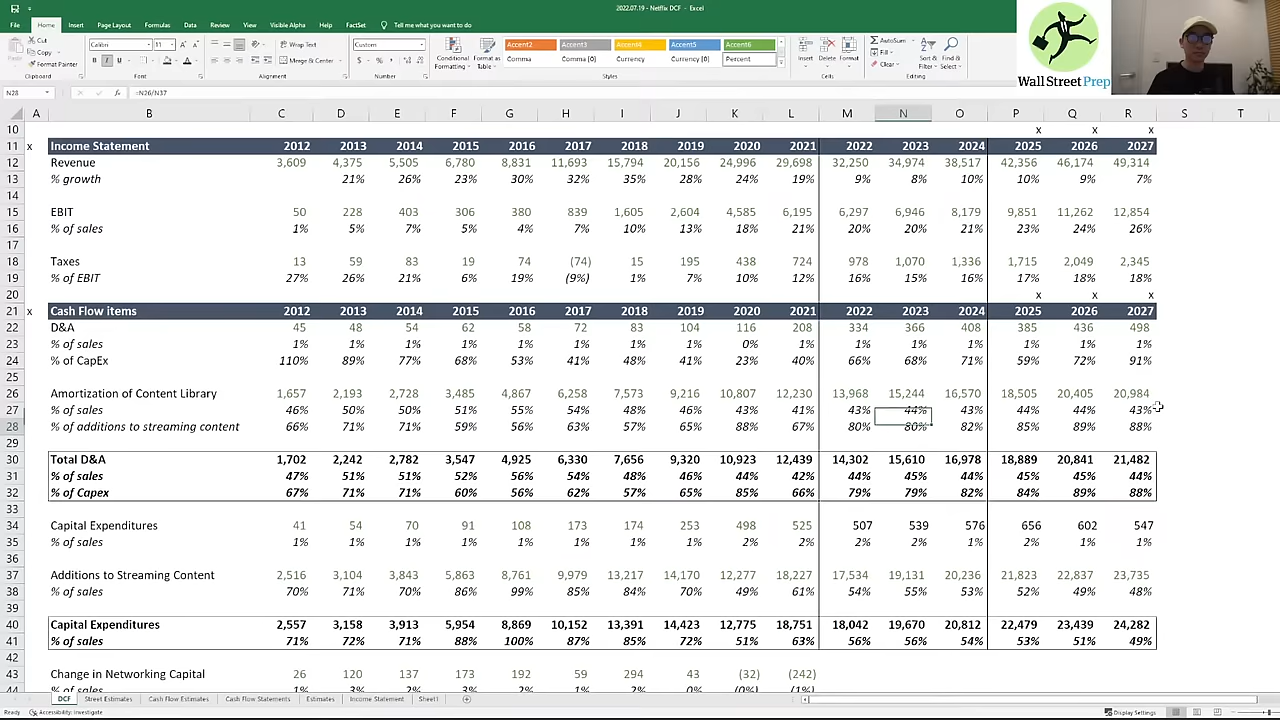 2022.07.19 - Netflix DCF - Excel
File Home Insert Page Layout Formulas Data Review View Visible Alpha Help FactSet Tell me what you want to do
Cut
Copy
Format Painter
Calibri 11
Wrap Text
Merge & Center
Custom
Conditional Formatting
Format as Table
Accent2 Accent3 Accent4 Accent5 Accent6
Comma Comma [0] Currency Currency [0] Percent
Insert Delete Format
AutoSum
Fill
Clear
Sort & Filter
Find & Select
Clipboard Font Alignment Number Styles Cells Editing
Wall Street Prep
N28 =N26/N37
A B C D E F G H I J K L M N O P Q R S T
10 x x x
11 x Income Statement 2012 2013 2014 2015 2016 2017 2018 2019 2020 2021 2022 2023 2024 2025 2026 2027
12 Revenue 3,609 4,375 5,505 6,780 8,831 11,693 15,794 20,156 24,996 29,698 32,250 34,974 38,517 42,356 46,174 49,314
13 % growth 21% 26% 23% 30% 32% 35% 28% 24% 19% 9% 8% 10% 10% 9% 7%
14
15 EBIT 50 228 403 306 380 839 1,605 2,604 4,585 6,195 6,297 6,946 8,179 9,851 11,262 12,854
16 % of sales 1% 5% 7% 5% 4% 7% 10% 13% 18% 21% 20% 20% 21% 23% 24% 26%
17
18 Taxes 13 59 83 19 74 (74) 15 195 438 724 978 1,070 1,336 1,715 2,049 2,345
19 % of EBIT 27% 26% 21% 6% 19% (9%) 1% 7% 10% 12% 16% 15% 16% 17% 18% 18%
20 x x x
21 x Cash Flow items 2012 2013 2014 2015 2016 2017 2018 2019 2020 2021 2022 2023 2024 2025 2026 2027
22 D&A 45 48 54 62 58 72 83 104 116 208 334 366 408 385 436 498
23 % of sales 1% 1% 1% 1% 1% 1% 1% 1% 0% 1% 1% 1% 1% 1% 1% 1%
24 % of CapEx 110% 89% 77% 68% 53% 41% 48% 41% 23% 40% 66% 68% 71% 59% 72% 91%
25
26 Amortization of Content Library 1,657 2,193 2,728 3,485 4,867 6,258 7,573 9,216 10,807 12,230 13,968 15,244 16,570 18,505 20,405 20,984
27 % of sales 46% 50% 50% 51% 55% 54% 48% 46% 43% 41% 43% 44% 43% 44% 44% 43%
28 % of additions to streaming content 66% 71% 71% 59% 56% 63% 57% 65% 88% 67% 80% 80% 82% 85% 89% 88%
29
30 Total D&A 1,702 2,242 2,782 3,547 4,925 6,330 7,656 9,320 10,923 12,439 14,302 15,610 16,978 18,889 20,841 21,482
31 % of sales 47% 51% 51% 52% 56% 54% 48% 46% 44% 42% 44% 45% 44% 45% 45% 44%
32 % of Capex 67% 71% 71% 60% 56% 62% 57% 65% 85% 66% 79% 79% 82% 84% 89% 88%
33
34 Capital Expenditures 41 54 70 91 108 173 174 253 498 525 507 539 576 656 602 547
35 % of sales 1% 1% 1% 1% 1% 1% 1% 1% 2% 2% 2% 2% 1% 2% 1% 1%
36
37 Additions to Streaming Content 2,516 3,104 3,843 5,863 8,761 9,979 13,217 14,170 12,277 18,227 17,534 19,131 20,236 21,823 22,837 23,735
38 % of sales 70% 71% 70% 86% 99% 85% 84% 70% 49% 61% 54% 55% 53% 52% 49% 48%
39
40 Capital Expenditures 2,557 3,158 3,913 5,954 8,869 10,152 13,391 14,423 12,775 18,751 18,042 19,670 20,812 22,479 23,439 24,282
41 % of sales 71% 72% 71% 88% 100% 87% 85% 72% 51% 63% 56% 56% 54% 53% 51% 49%
42
43 Change in Networking Capital 26 120 137 173 192 59 294 43 (32) (242)
44 % of sales 1% 3% 2% 3% 2% 1% 2% 0% (0%) (1%)
DCF Street Estimates Cash Flow Estimates Cash Flow Statements Estimates Income Statement Sheet1
Ready Accessibility: Investigate Display Settings